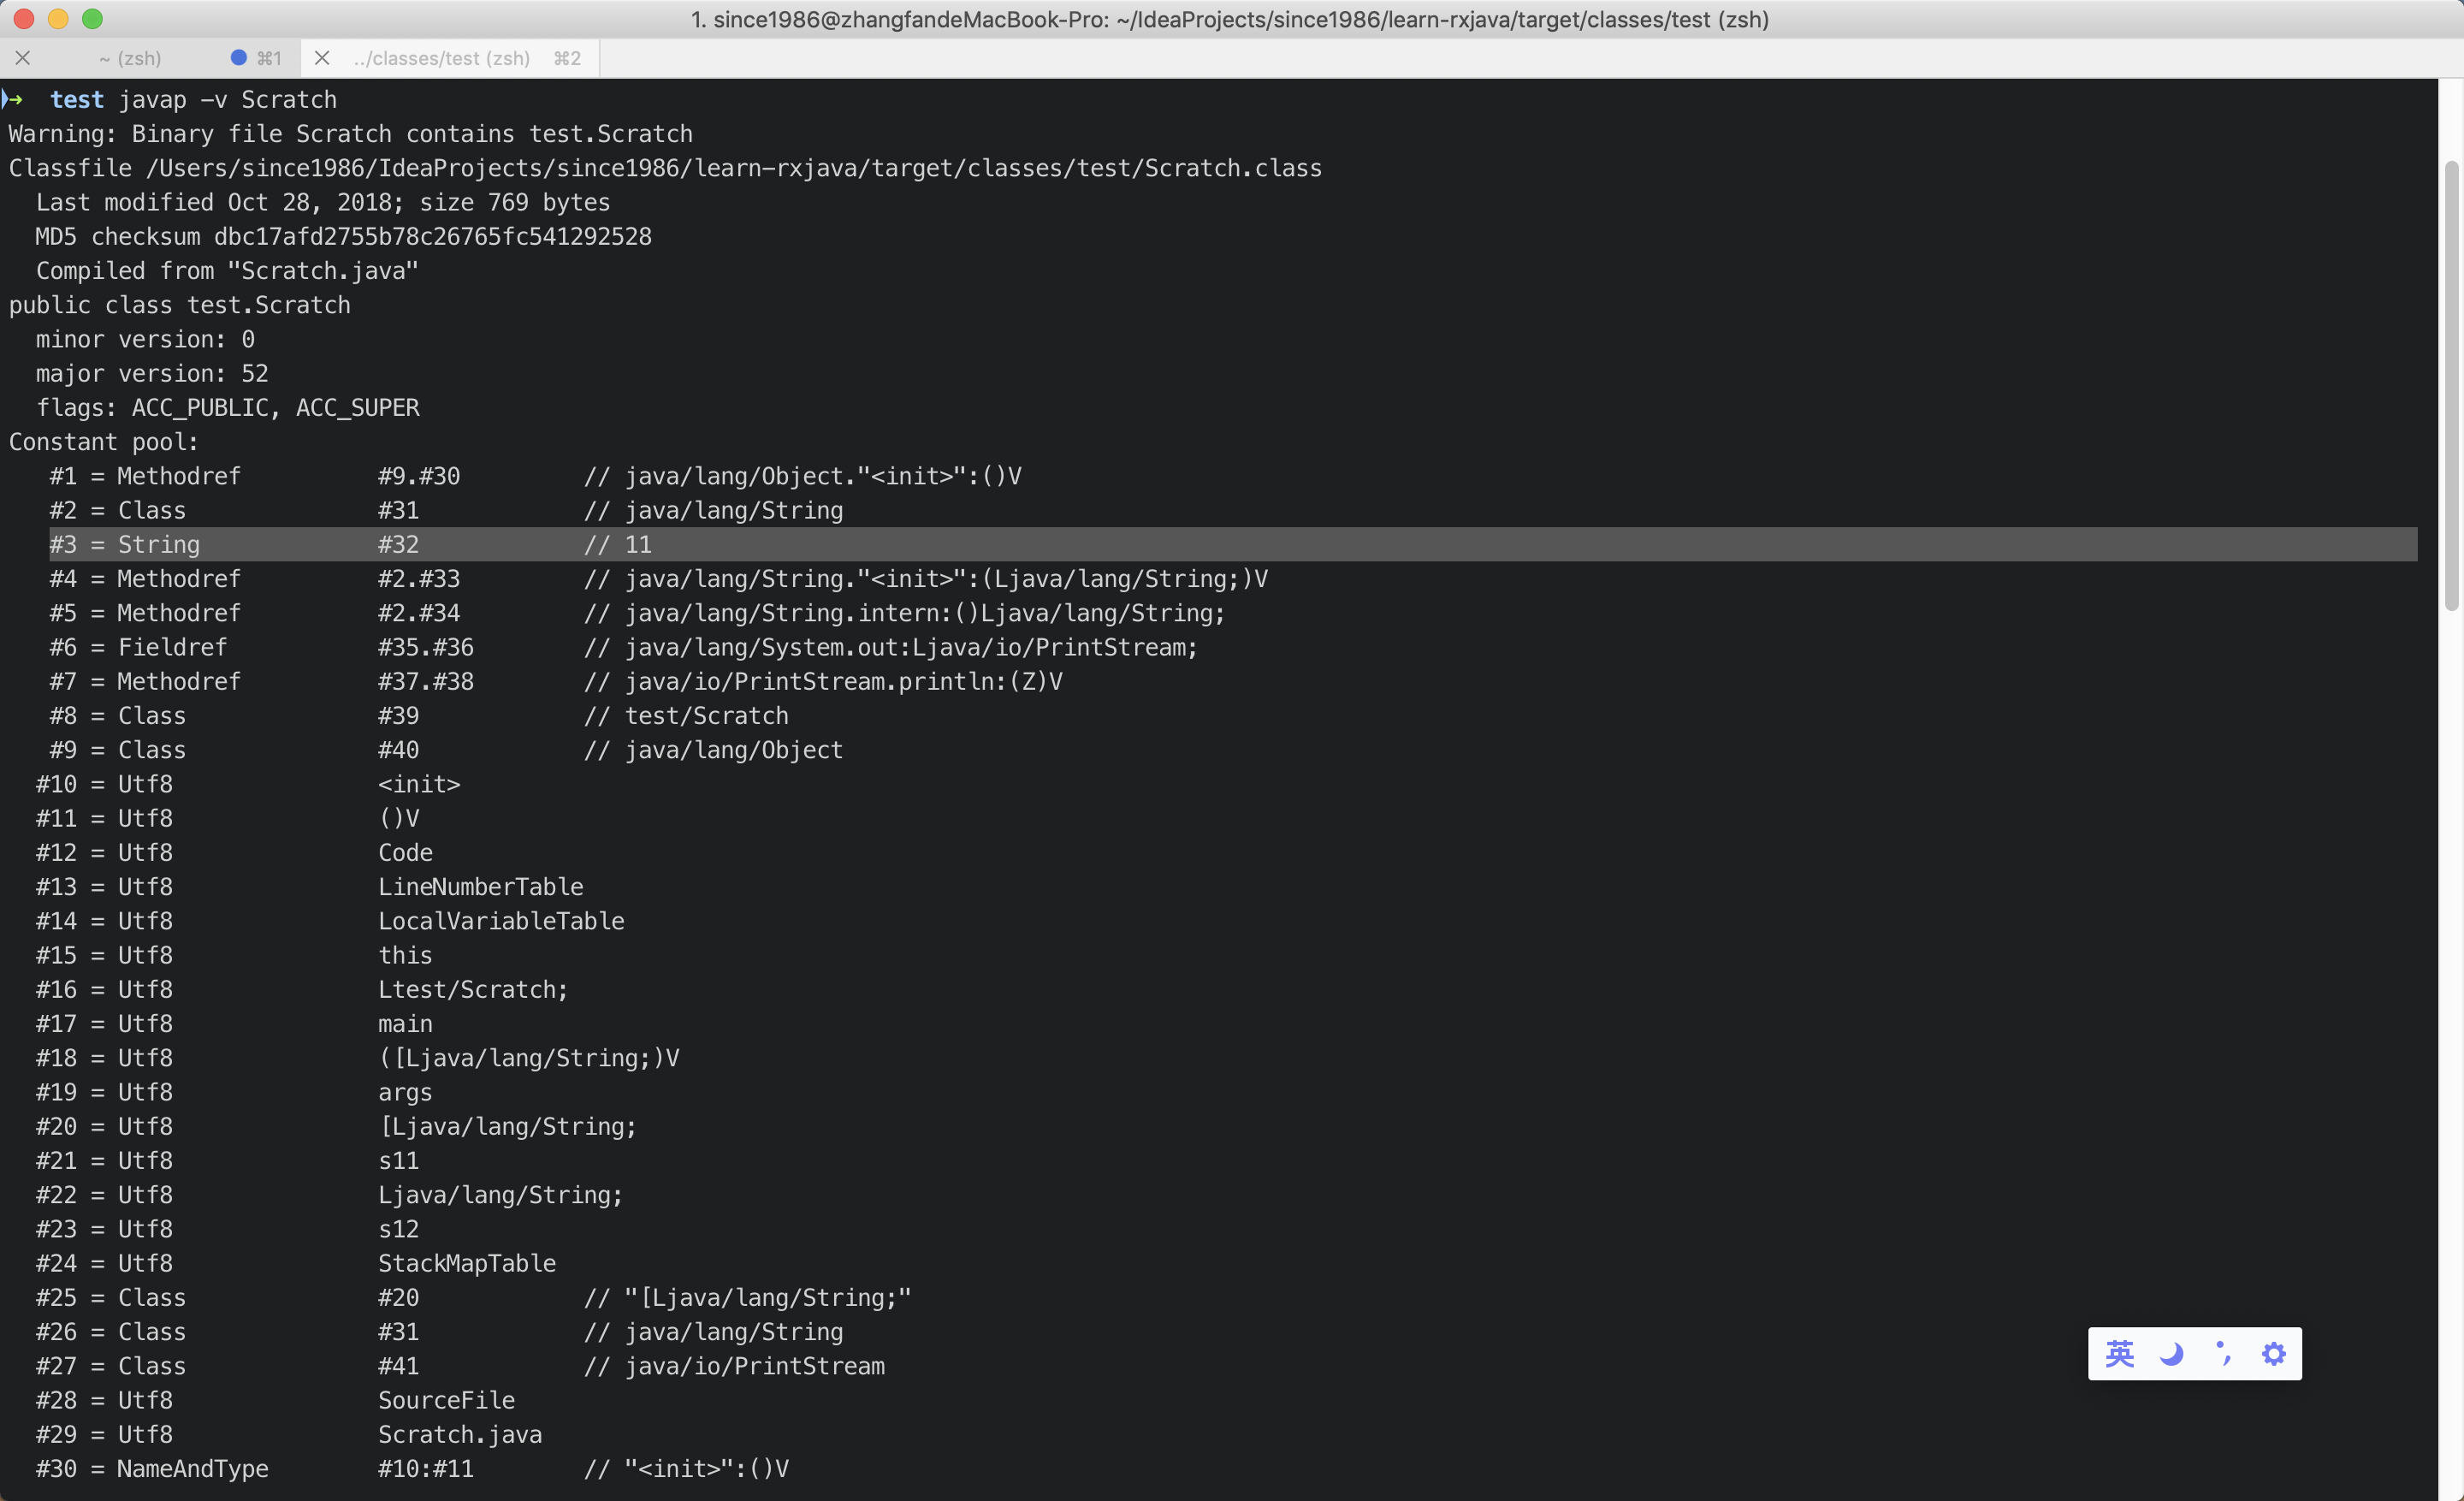 1. since1986@zhangfandeMacBook-Pro: ~/IdeaProjects/since1986/learn-rxjava/target/classes/test (zsh)
~ (zsh) ⌘1 ../classes/test (zsh) ⌘2
➜  test javap -v Scratch
Warning: Binary file Scratch contains test.Scratch
Classfile /Users/since1986/IdeaProjects/since1986/learn-rxjava/target/classes/test/Scratch.class
  Last modified Oct 28, 2018; size 769 bytes
  MD5 checksum dbc17afd2755b78c26765fc541292528
  Compiled from "Scratch.java"
public class test.Scratch
  minor version: 0
  major version: 52
  flags: ACC_PUBLIC, ACC_SUPER
Constant pool:
   #1 = Methodref          #9.#30         // java/lang/Object."<init>":()V
   #2 = Class              #31            // java/lang/String
   #3 = String             #32            // 11
   #4 = Methodref          #2.#33         // java/lang/String."<init>":(Ljava/lang/String;)V
   #5 = Methodref          #2.#34         // java/lang/String.intern:()Ljava/lang/String;
   #6 = Fieldref           #35.#36        // java/lang/System.out:Ljava/io/PrintStream;
   #7 = Methodref          #37.#38        // java/io/PrintStream.println:(Z)V
   #8 = Class              #39            // test/Scratch
   #9 = Class              #40            // java/lang/Object
  #10 = Utf8               <init>
  #11 = Utf8               ()V
  #12 = Utf8               Code
  #13 = Utf8               LineNumberTable
  #14 = Utf8               LocalVariableTable
  #15 = Utf8               this
  #16 = Utf8               Ltest/Scratch;
  #17 = Utf8               main
  #18 = Utf8               ([Ljava/lang/String;)V
  #19 = Utf8               args
  #20 = Utf8               [Ljava/lang/String;
  #21 = Utf8               s11
  #22 = Utf8               Ljava/lang/String;
  #23 = Utf8               s12
  #24 = Utf8               StackMapTable
  #25 = Class              #20            // "[Ljava/lang/String;"
  #26 = Class              #31            // java/lang/String
  #27 = Class              #41            // java/io/PrintStream
  #28 = Utf8               SourceFile
  #29 = Utf8               Scratch.java
  #30 = NameAndType        #10:#11        // "<init>":()V
英